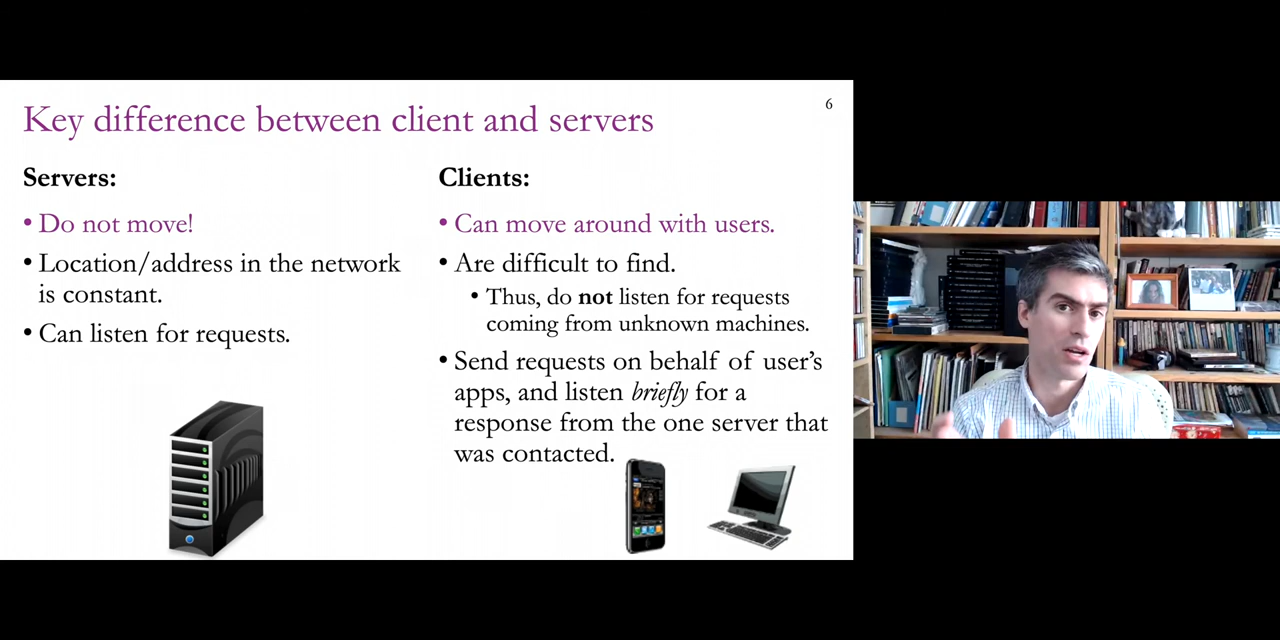 6
Key difference between client and servers
Servers:
• Do not move!
• Location/address in the network
is constant.
• Can listen for requests.
Clients:
• Can move around with users.
• Are difficult to find.
• Thus, do not listen for requests
coming from unknown machines.
• Send requests on behalf of user’s
apps, and listen briefly for a
response from the one server that
was contacted.